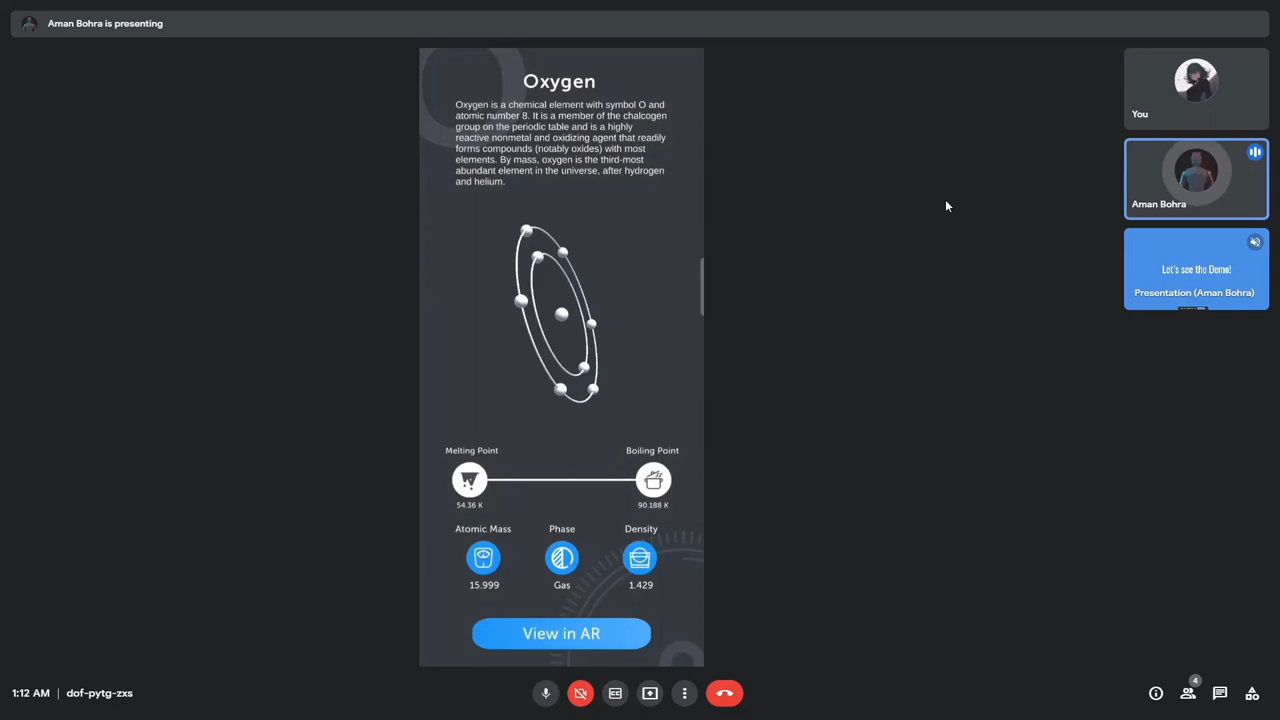 Aman Bohra is presenting
Oxygen
Oxygen is a chemical element with symbol O and
atomic number 8. It is a member of the chalcogen
group on the periodic table and is a highly
reactive nonmetal and oxidizing agent that readily
forms compounds (notably oxides) with most
elements. By mass, oxygen is the third-most
abundant element in the universe, after hydrogen
and helium.
Melting Point
Boiling Point
54.36 K
90.188 K
Atomic Mass
Phase
Density
15.999
Gas
1.429
View in AR
You
Aman Bohra
Let's see the Demo!
Presentation (Aman Bohra)
1:12 AM | dof-pytg-zxs
4